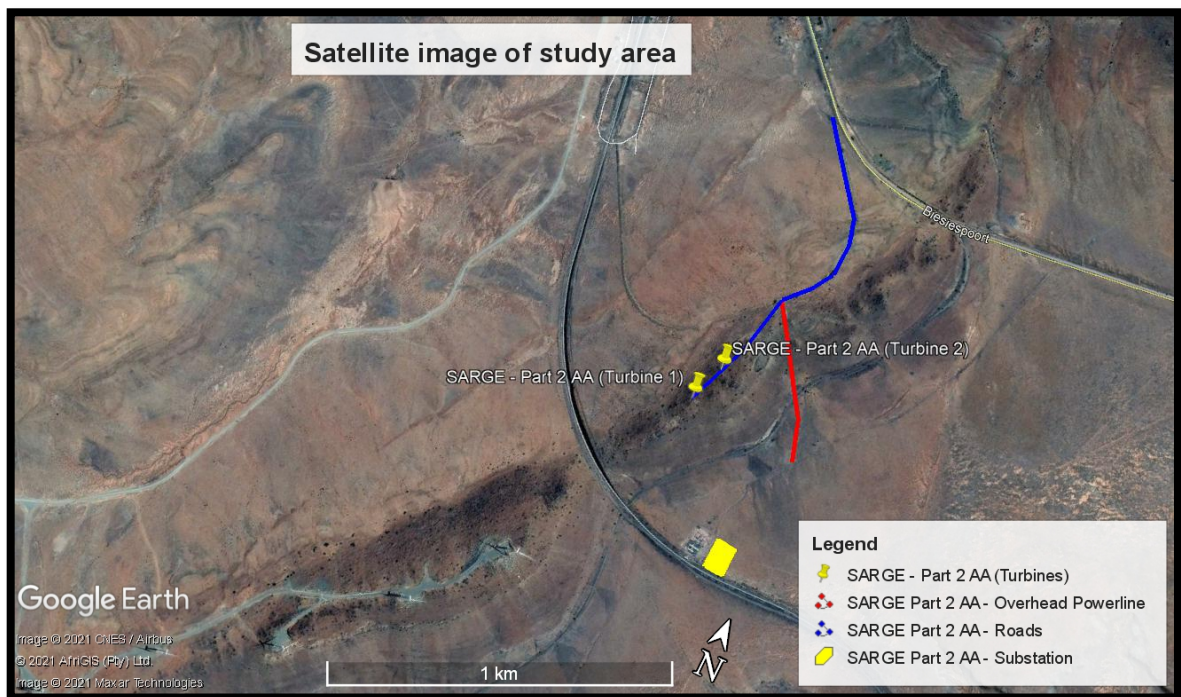 Satellite image of study area
Biesiespoort
SARGE - Part 2 AA (Turbine 2)
SARGE - Part 2 AA (Turbine 1)
Legend
SARGE - Part 2 AA (Turbines)
SARGE Part 2 AA - Overhead Powerline
SARGE Part 2 AA - Roads
SARGE Part 2 AA - Substation
Google Earth
Image © 2021 CNES / Airbus
© 2021 AfriGIS (Pty) Ltd.
Image © 2021 Maxar Technologies
1 km
N